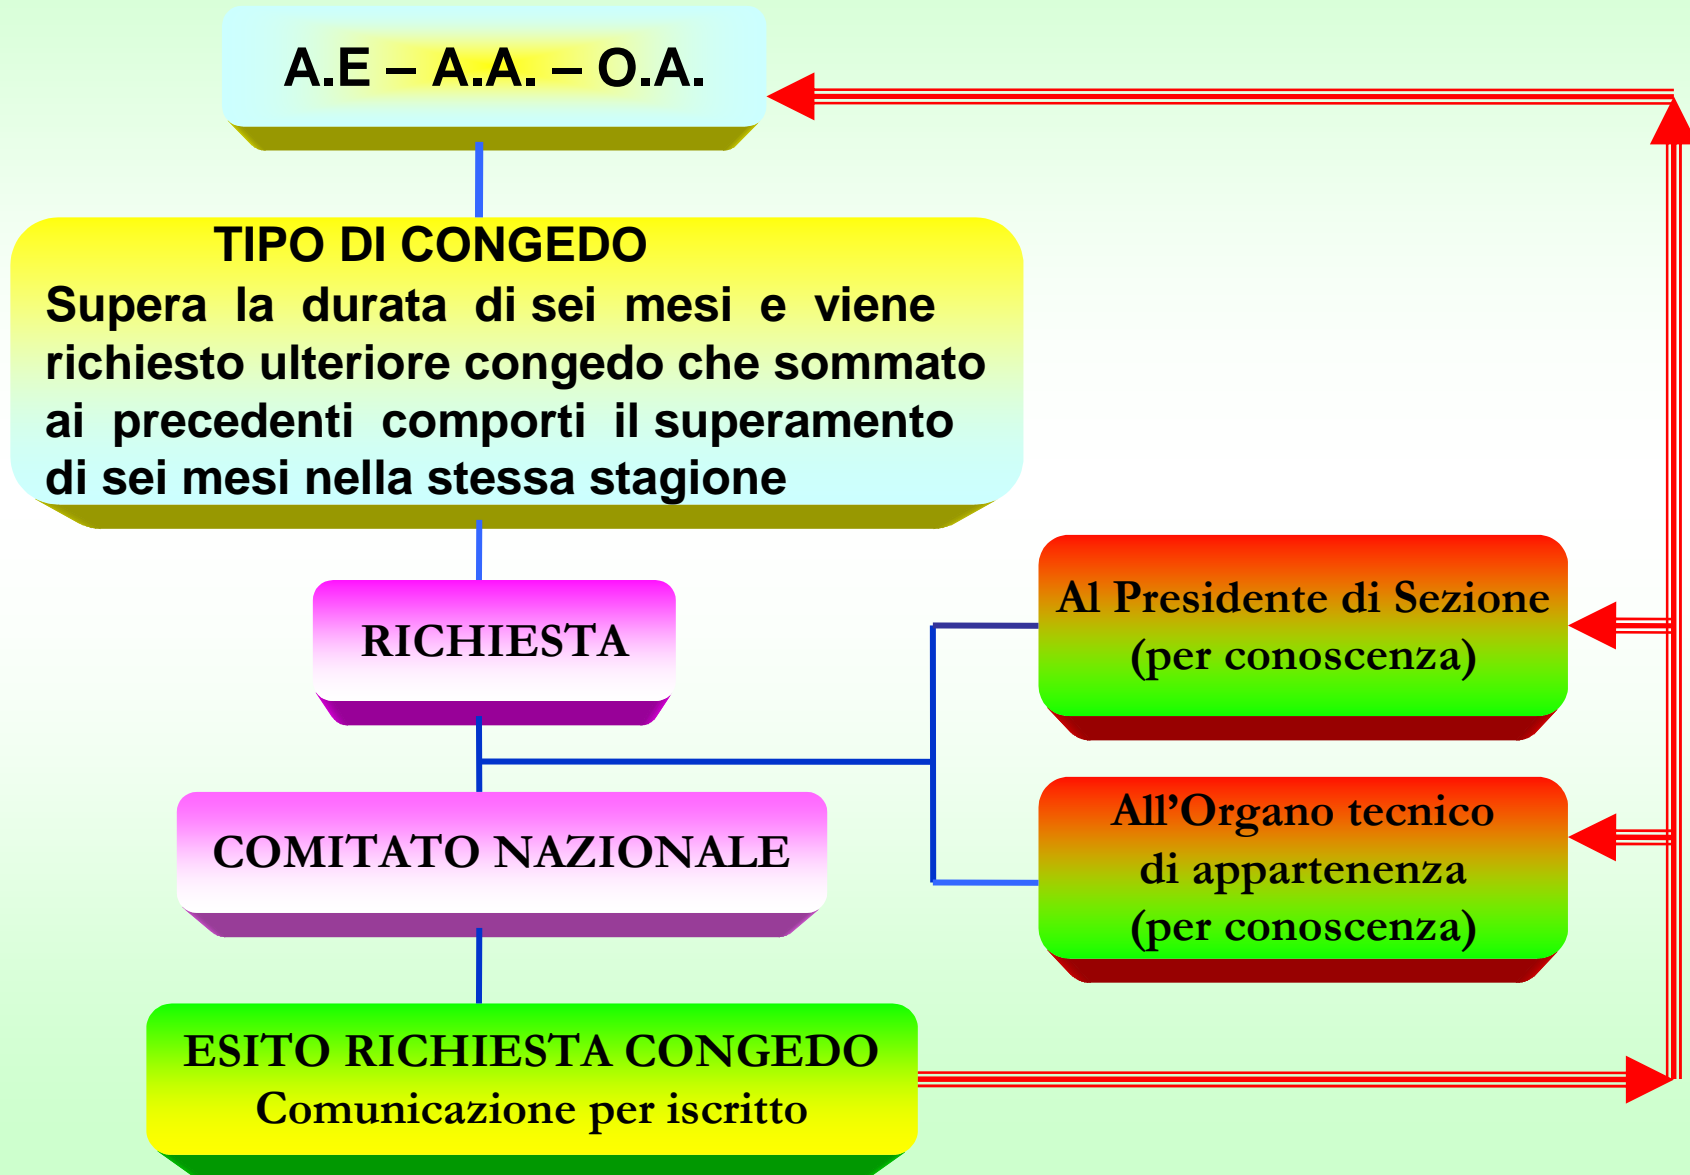 A.E – A.A. – O.A.
TIPO DI CONGEDO
Supera la durata di sei mesi e viene
richiesto ulteriore congedo che sommato
ai precedenti comporti il superamento
di sei mesi nella stessa stagione
RICHIESTA
Al Presidente di Sezione
(per conoscenza)
COMITATO NAZIONALE
All’Organo tecnico
di appartenenza
(per conoscenza)
ESITO RICHIESTA CONGEDO
Comunicazione per iscritto